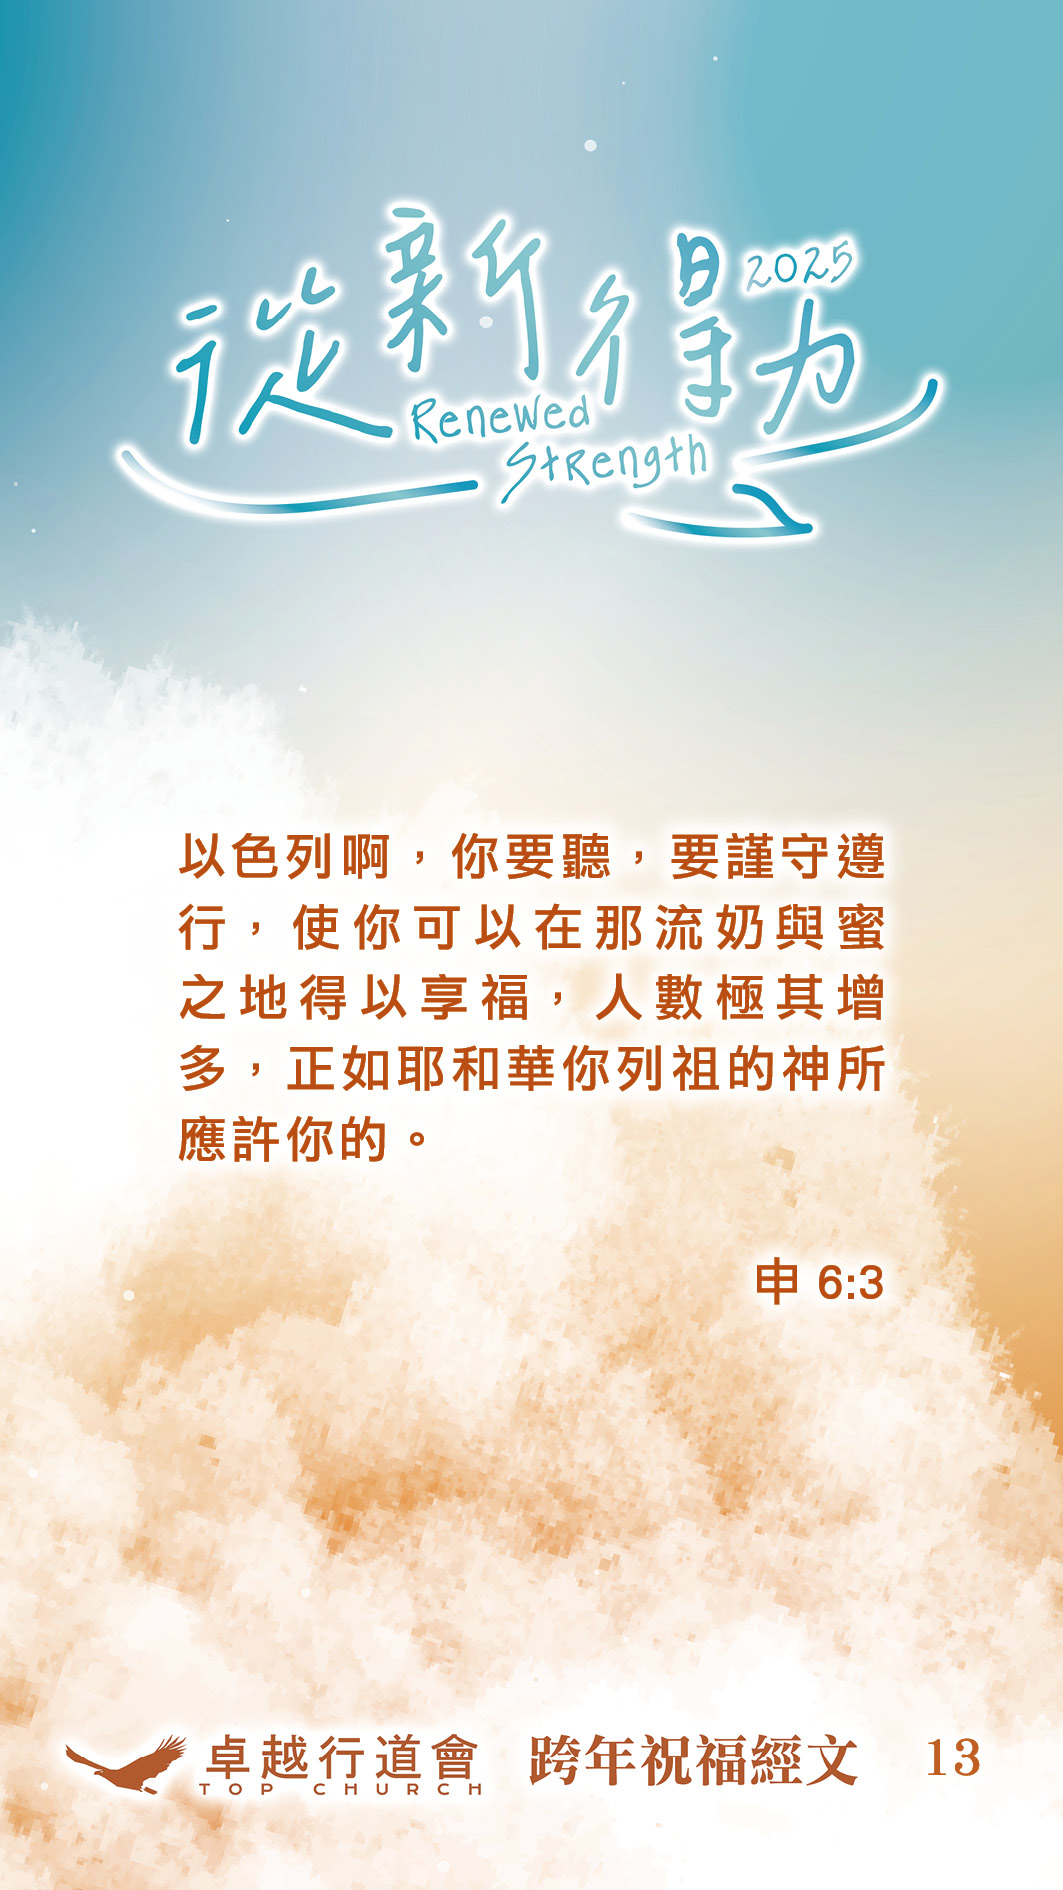 從新得力 2025
Renewed
Strength
以色列啊，你要聽，要謹守遵
行，使你可以在那流奶與蜜
之地得以享福，人數極其增
多，正如耶和華你列祖的神所
應許你的。
申 6:3
卓越行道會 跨年祝福經文 13
TOP CHURCH